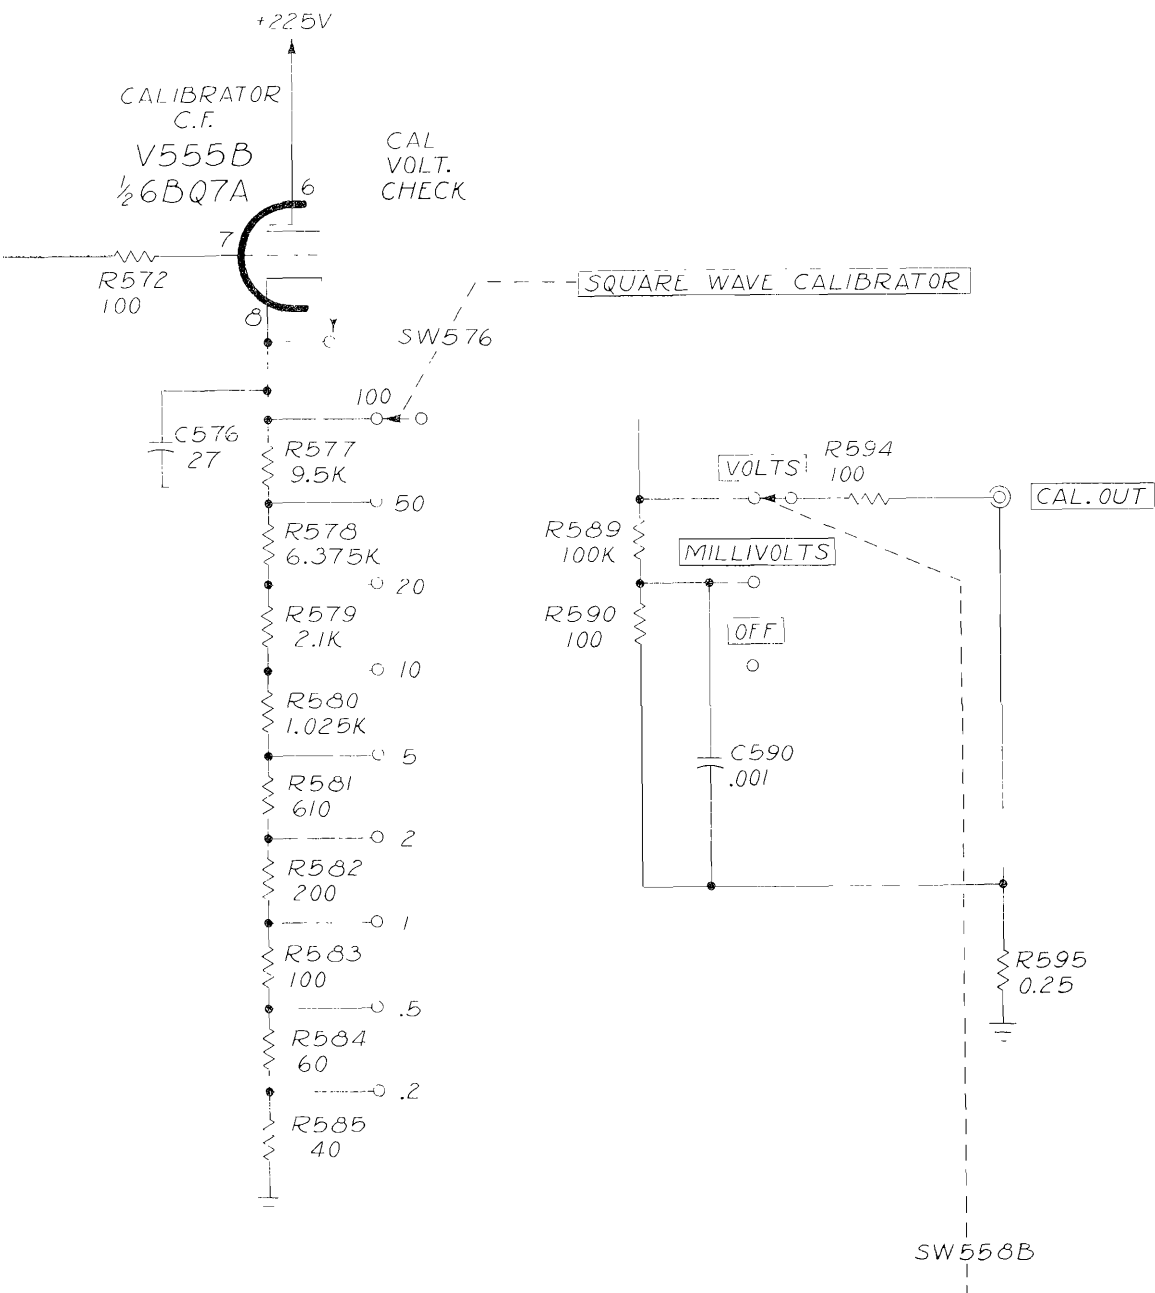 +225V
CALIBRATOR
C.F.
V555B
½6BQ7A
6
7
8
CAL
VOLT.
CHECK
R572
100
SQUARE WAVE CALIBRATOR
SW576
100
C576
27
R577
9.5K
50
R578
6.375K
20
R579
2.1K
10
R580
1.025K
5
R581
610
2
R582
200
1
R583
100
.5
R584
60
.2
R585
40
VOLTS
R594
100
CAL. OUT
R589
100K
MILLIVOLTS
R590
100
OFF
C590
.001
R595
0.25
SW558B